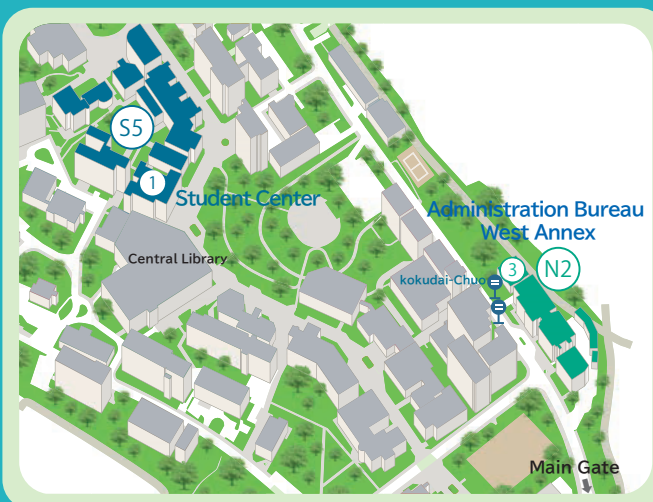 S5
1
Student Center
Administration Bureau
West Annex
Central Library
kokudai-Chuo
3
N2
Main Gate